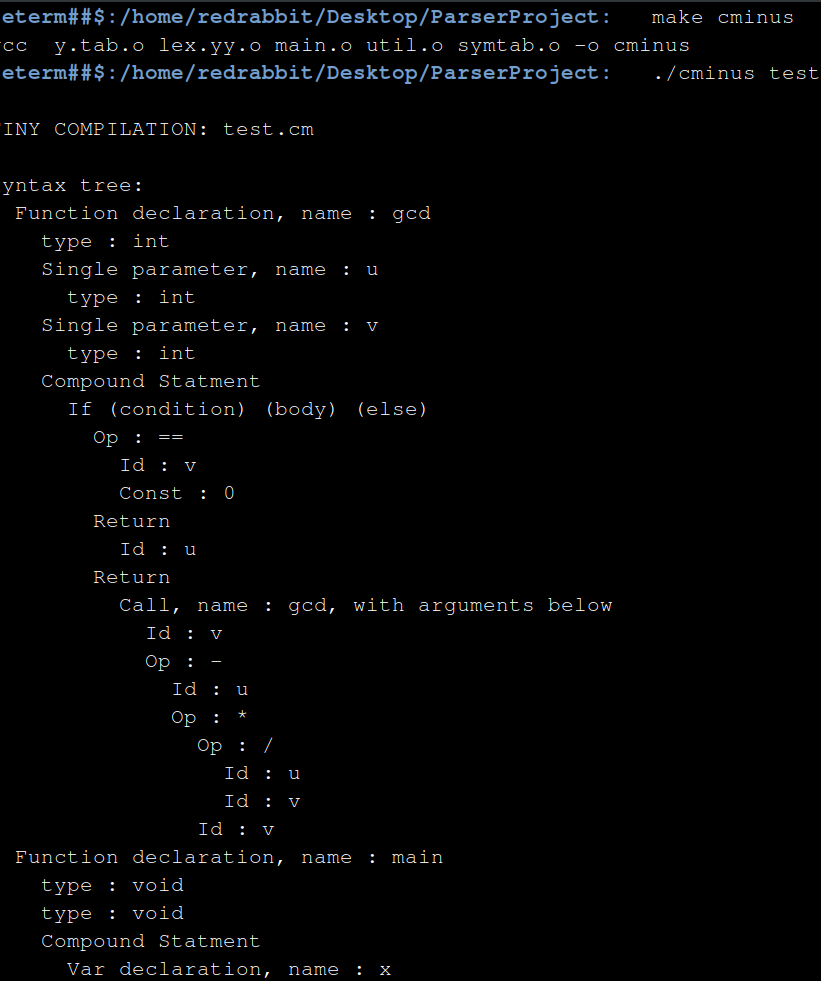 eterm##$:/home/redrabbit/Desktop/ParserProject:   make cminus
cc  y.tab.o lex.yy.o main.o util.o symtab.o -o cminus
eterm##$:/home/redrabbit/Desktop/ParserProject:   ./cminus test
INY COMPILATION: test.cm
yntax tree:
Function declaration, name : gcd
type : int
Single parameter, name : u
type : int
Single parameter, name : v
type : int
Compound Statment
If (condition) (body) (else)
Op : ==
Id : v
Const : 0
Return
Id : u
Return
Call, name : gcd, with arguments below
Id : v
Op : -
Id : u
Op : *
Op : /
Id : u
Id : v
Id : v
Function declaration, name : main
type : void
type : void
Compound Statment
Var declaration, name : x